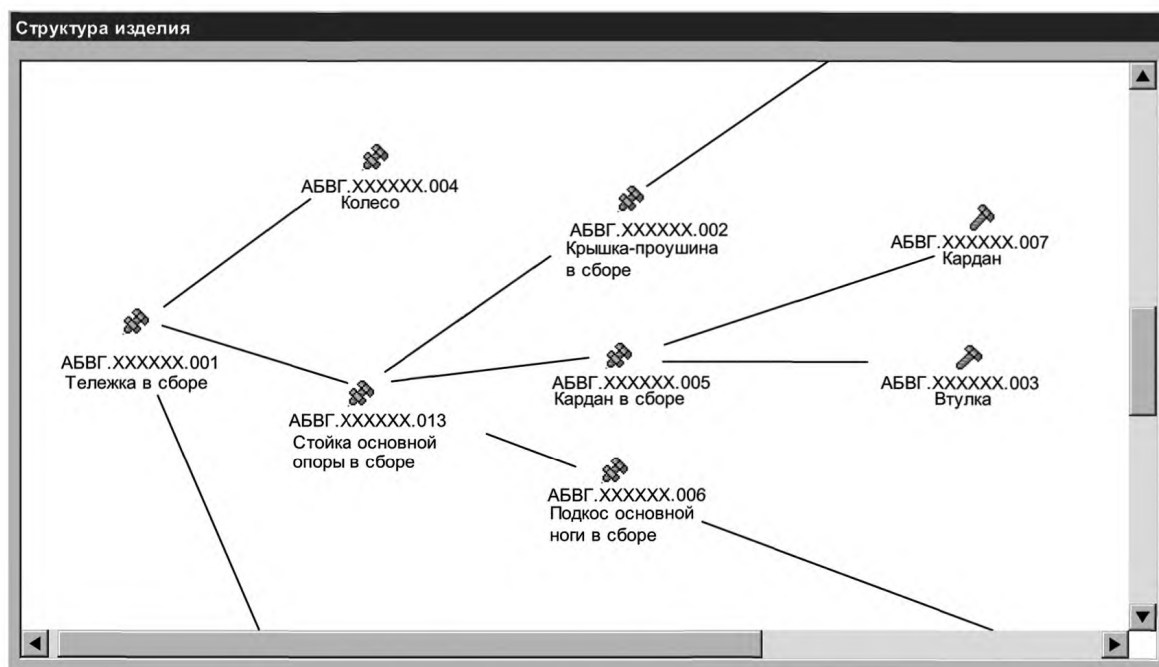 Структура изделия
АБВГ.XXXXXX.004
Колесо
АБВГ.XXXXXX.002
Крышка-проушина
в сборе
АБВГ.XXXXXX.007
Кардан
АБВГ.XXXXXX.001
Тележка в сборе
АБВГ.XXXXXX.013
Стойка основной
опоры в сборе
АБВГ.XXXXXX.005
Кардан в сборе
АБВГ.XXXXXX.003
Втулка
АБВГ.XXXXXX.006
Подкос основной
ноги в сборе